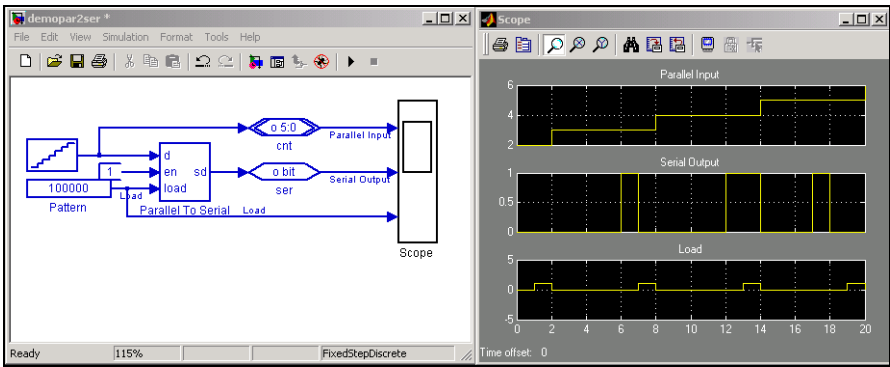 demopar2ser *
File Edit View Simulation Format Tools Help
o 5:0
cnt
Parallel Input
d
en sd
load
1
100000
Pattern
Load
Parallel To Serial
Load
o bit
ser
Serial Output
Scope
Ready 115% FixedStepDiscrete
Scope
Parallel Input
6
4
2
Serial Output
1
0.5
0
Load
5
0
-5
0 2 4 6 8 10 12 14 16 18 20
Time offset: 0